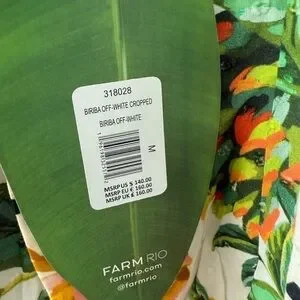 318028
BIRIBA OFF-WHITE CROPPED
BIRIBA OFF-WHITE
M
MSRP US $ 140.00
MSRP EU € 160.00
MSRP UK £ 160.00
FARM RIO
farmrio.com
@farmrio